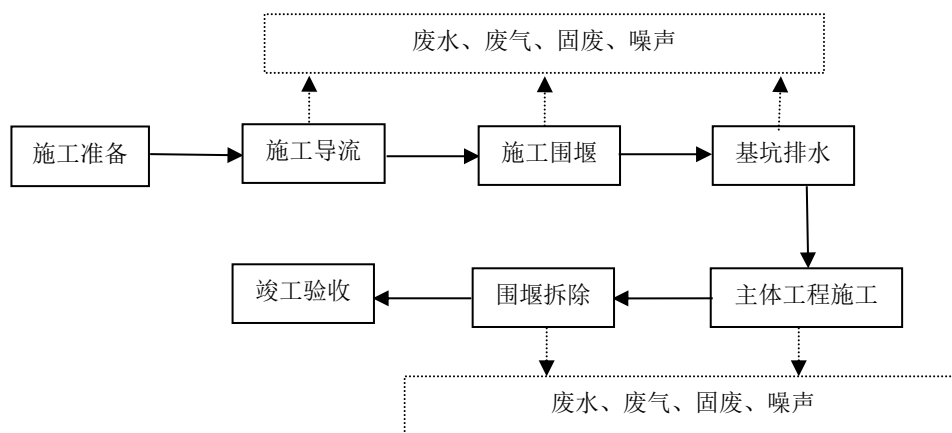 废水、废气、固废、噪声
施工准备
施工导流
施工围堰
基坑排水
竣工验收
围堰拆除
主体工程施工
废水、废气、固废、噪声